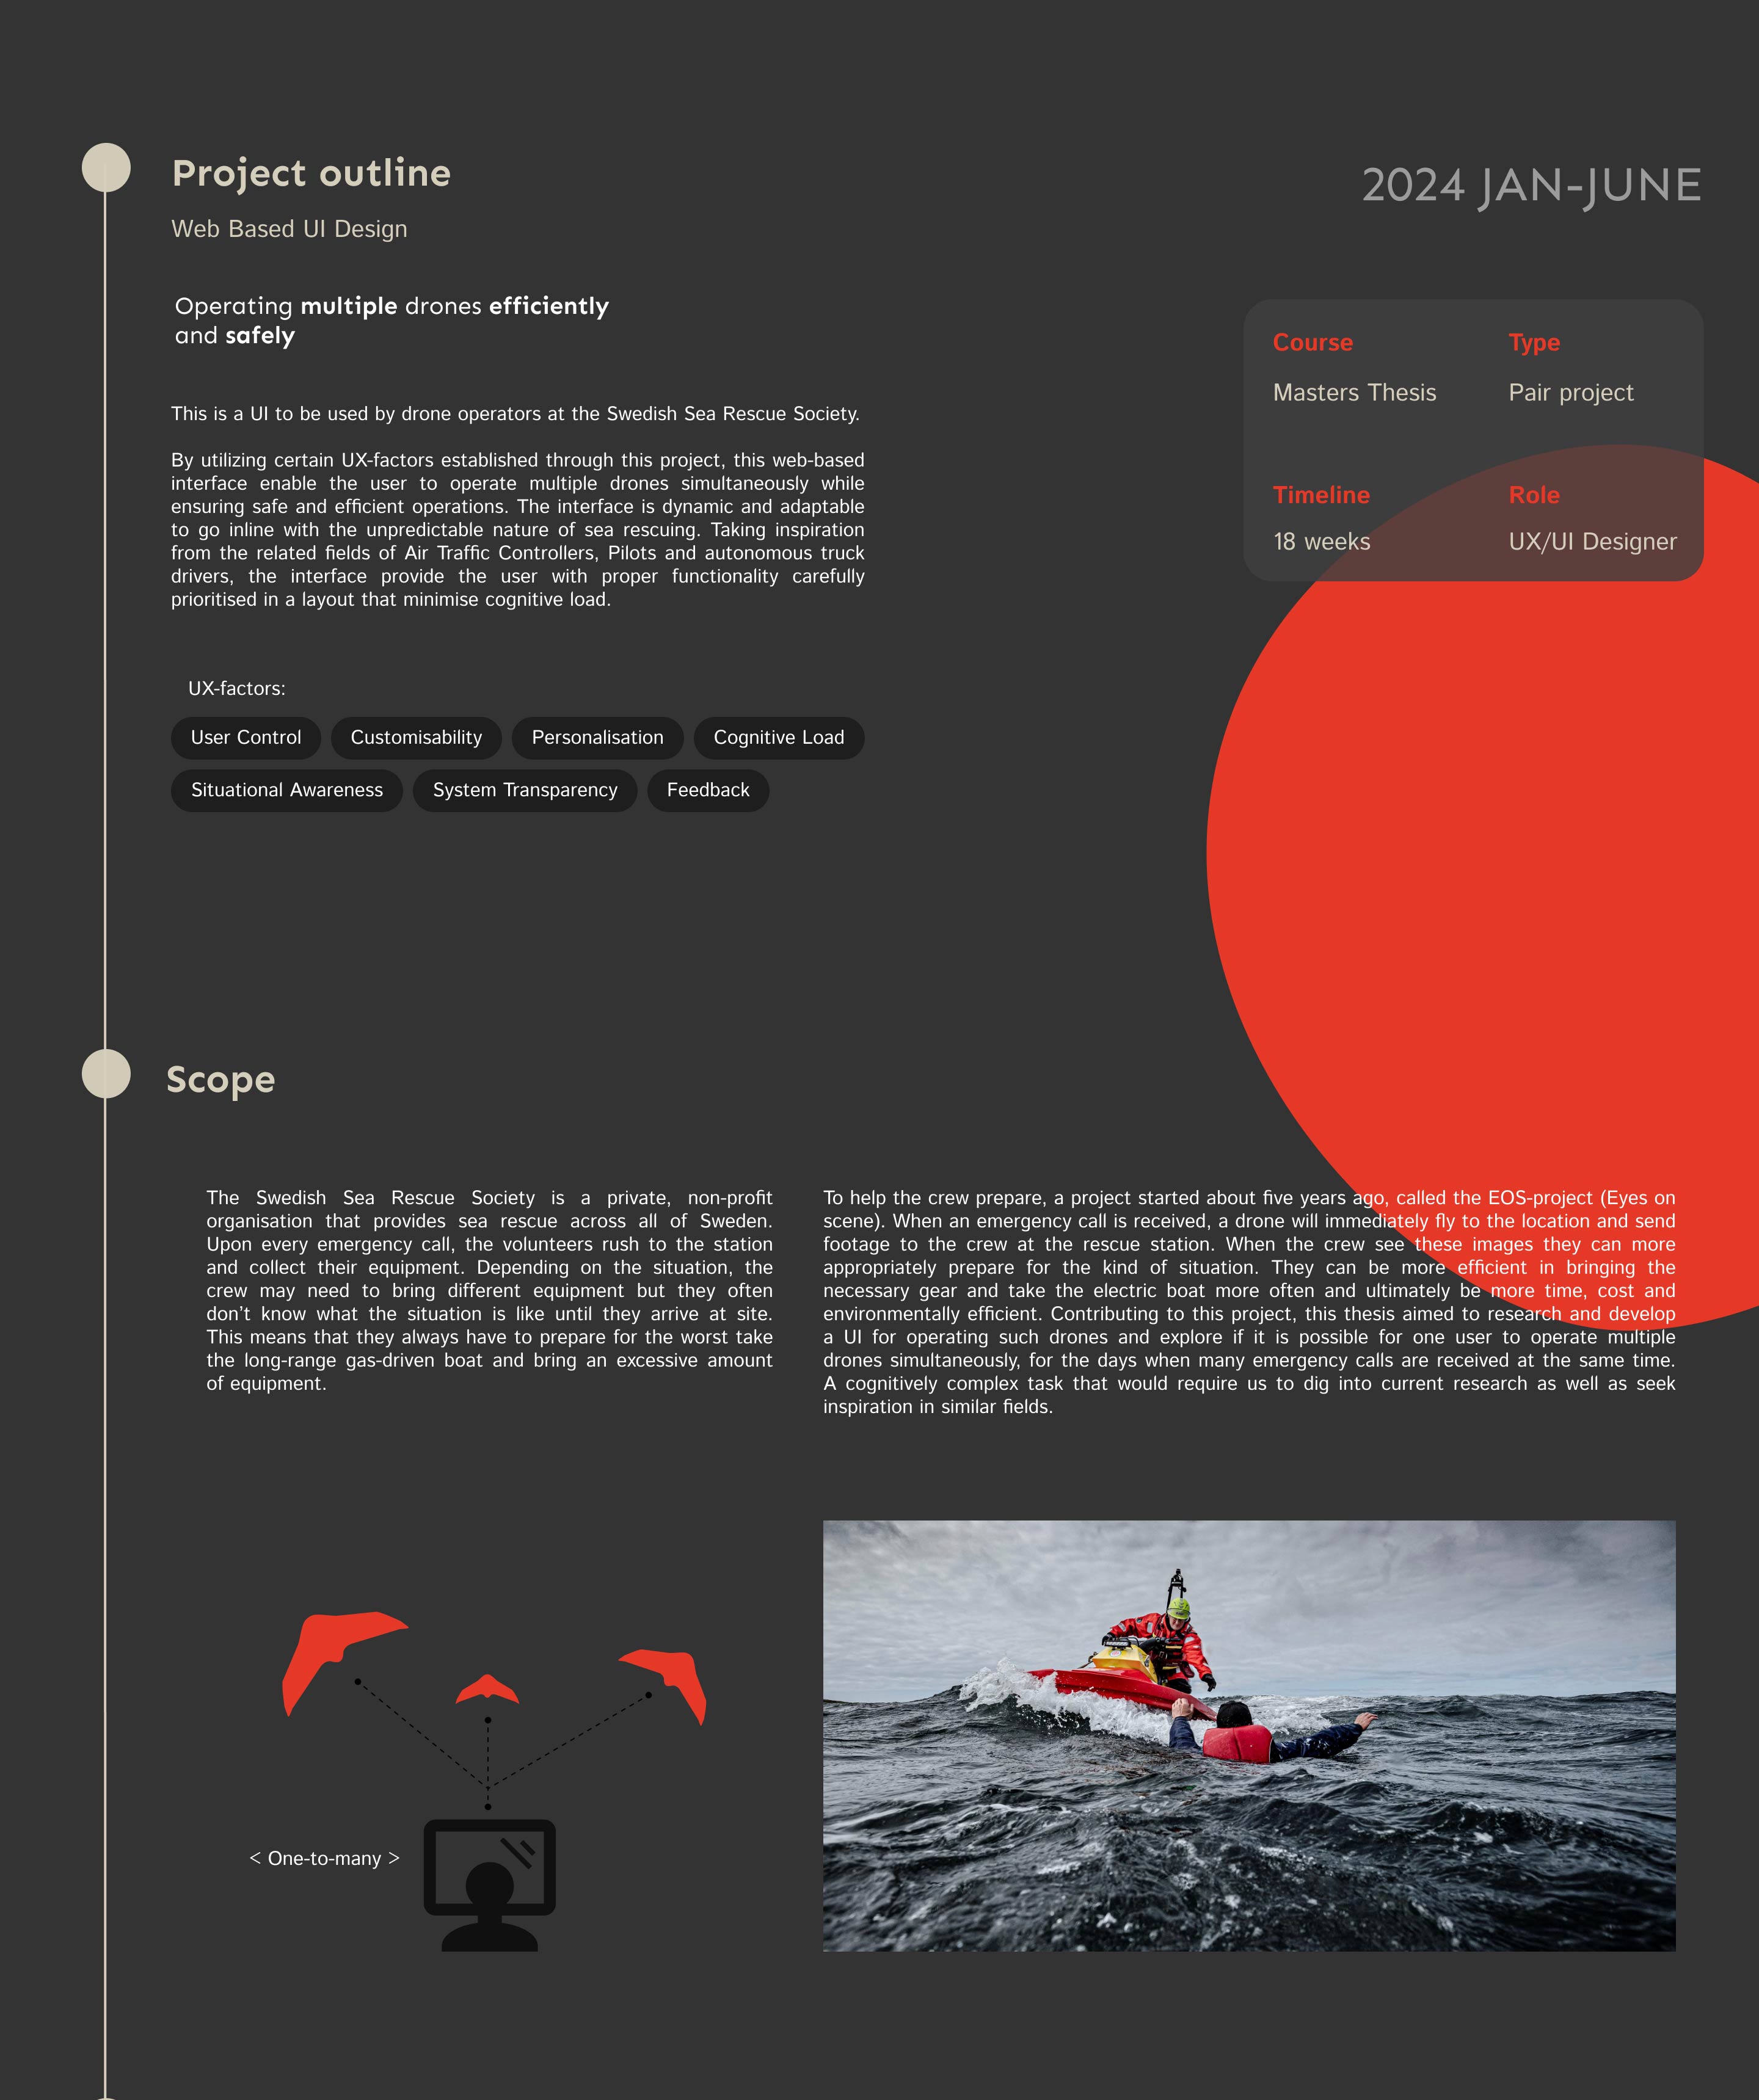 Project outline
2024 JAN-JUNE
Web Based UI Design
Operating multiple drones efficiently
and safely
Course
Type
Masters Thesis
Pair project
Timeline
Role
18 weeks
UX/UI Designer
This is a UI to be used by drone operators at the Swedish Sea Rescue Society.
By utilizing certain UX-factors established through this project, this web-based
interface enable the user to operate multiple drones simultaneously while
ensuring safe and efficient operations. The interface is dynamic and adaptable
to go inline with the unpredictable nature of sea rescuing. Taking inspiration
from the related fields of Air Traffic Controllers, Pilots and autonomous truck
drivers, the interface provide the user with proper functionality carefully
prioritised in a layout that minimise cognitive load.
UX-factors:
User Control
Customisability
Personalisation
Cognitive Load
Situational Awareness
System Transparency
Feedback
Scope
The Swedish Sea Rescue Society is a private, non-profit
organisation that provides sea rescue across all of Sweden.
Upon every emergency call, the volunteers rush to the station
and collect their equipment. Depending on the situation, the
crew may need to bring different equipment but they often
don’t know what the situation is like until they arrive at site.
This means that they always have to prepare for the worst take
the long-range gas-driven boat and bring an excessive amount
of equipment.
To help the crew prepare, a project started about five years ago, called the EOS-project (Eyes on
scene). When an emergency call is received, a drone will immediately fly to the location and send
footage to the crew at the rescue station. When the crew see these images they can more
appropriately prepare for the kind of situation. They can be more efficient in bringing the
necessary gear and take the electric boat more often and ultimately be more time, cost and
environmentally efficient. Contributing to this project, this thesis aimed to research and develop
a UI for operating such drones and explore if it is possible for one user to operate multiple
drones simultaneously, for the days when many emergency calls are received at the same time.
A cognitively complex task that would require us to dig into current research as well as seek
inspiration in similar fields.
< One-to-many >